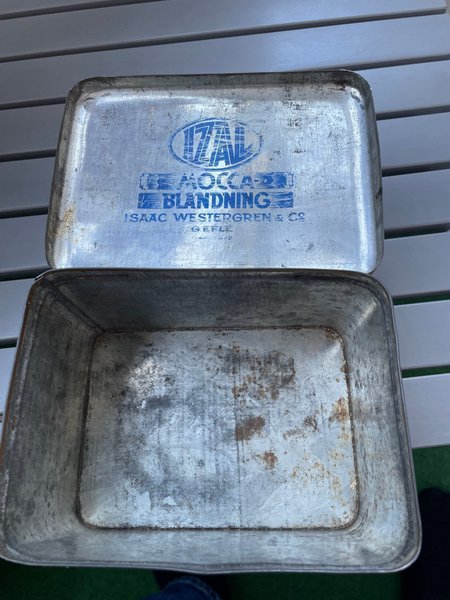 IZAL
MOCCA-
BLANDNING
ISAAC WESTERGREN & Cº
GEFLE